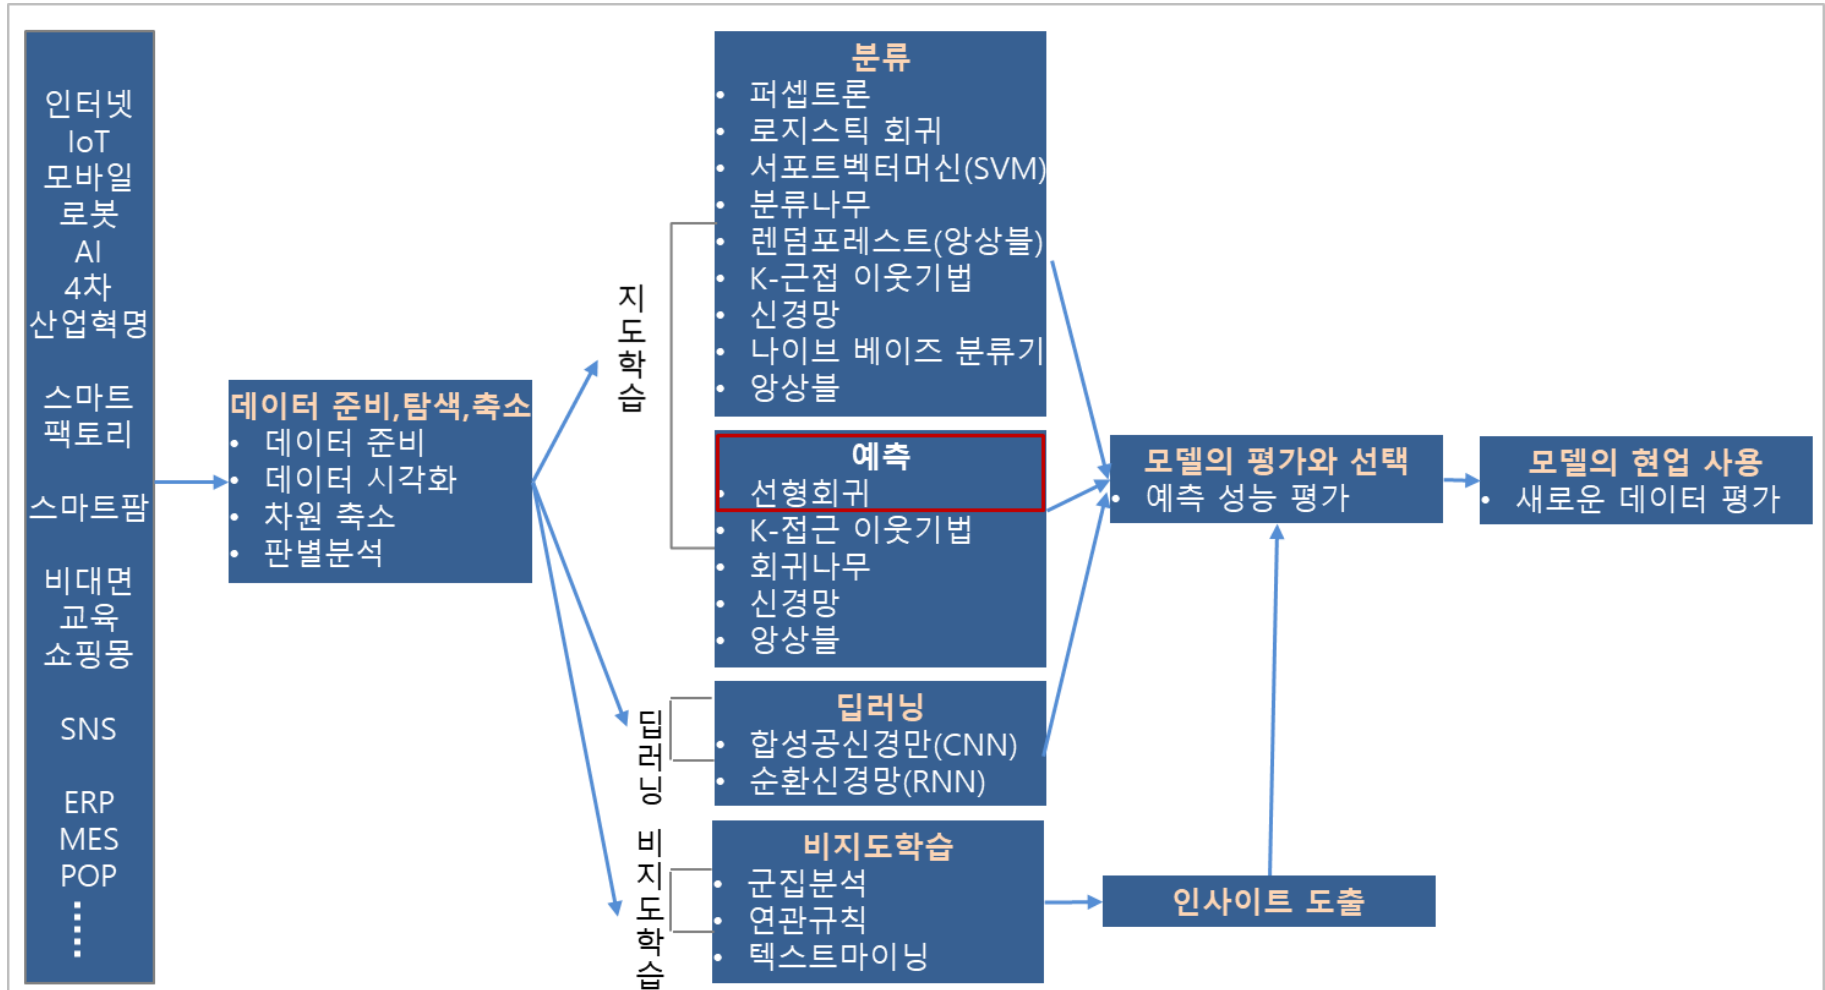 인터넷
IoT
모바일
로봇
AI
4차
산업혁명
스마트
팩토리
스마트팜
비대면
교육
쇼핑몰
SNS
ERP
MES
POP
데이터 준비,탐색,축소
• 데이터 준비
• 데이터 시각화
• 차원 축소
• 판별분석
지도학습
분류
• 퍼셉트론
• 로지스틱 회귀
• 서포트벡터머신(SVM)
• 분류나무
• 렌덤포레스트(앙상블)
• K-근접 이웃기법
• 신경망
• 나이브 베이즈 분류기
• 앙상블
예측
• 선형회귀
• K-접근 이웃기법
• 회귀나무
• 신경망
• 앙상블
딥러닝
딥러닝
• 합성공신경만(CNN)
• 순환신경망(RNN)
비지도학습
비지도학습
• 군집분석
• 연관규칙
• 텍스트마이닝
모델의 평가와 선택
• 예측 성능 평가
인사이트 도출
모델의 현업 사용
• 새로운 데이터 평가